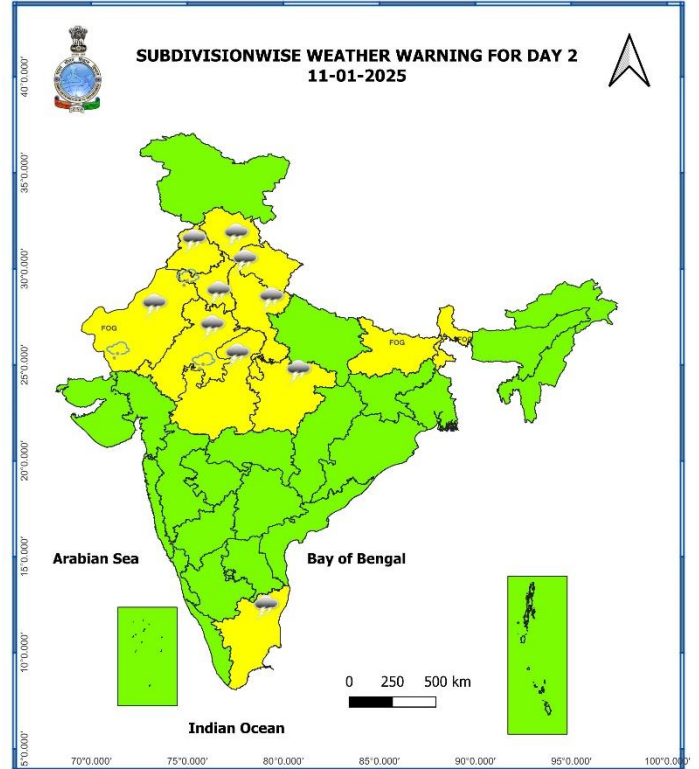 SUBDIVISIONWISE WEATHER WARNING FOR DAY 2
11-01-2025
40°0.000'
35°0.000'
30°0.000'
25°0.000'
20°0.000'
15°0.000'
10°0.000'
5°0.000'
FOG
FOG
FOG
Arabian Sea
Bay of Bengal
0 250 500 km
Indian Ocean
70°0.000' 75°0.000' 80°0.000' 85°0.000' 90°0.000' 95°0.000' 100°0.000'